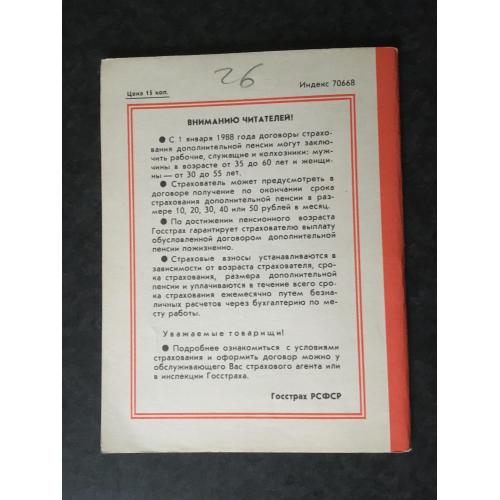 26
Цена 15 коп.
Индекс 70668
ВНИМАНИЮ ЧИТАТЕЛЕЙ!
● С 1 января 1988 года договоры страхо-
вания дополнительной пенсии могут заклю-
чить рабочие, служащие и колхозники: муж-
чины в возрасте от 35 до 60 лет и женщи-
ны — от 30 до 55 лет.
● Страхователь может предусмотреть в
договоре получение по окончании срока
страхования дополнительной пенсии в раз-
мере 10, 20, 30, 40 или 50 рублей в месяц.
● По достижении пенсионного возраста
Госстрах гарантирует страхователю выплату
обусловленной договором дополнительной
пенсии пожизненно.
● Страховые взносы устанавливаются в
зависимости от возраста страхователя, сро-
ка страхования, размера дополнительной
пенсии и уплачиваются в течение всего сро-
ка страхования ежемесячно путем безна-
личных расчетов через бухгалтерию по ме-
сту работы.
Уважаемые товарищи!
● Подробнее ознакомиться с условиями
страхования и оформить договор можно у
обслуживающего Вас страхового агента или
в инспекции Госстраха.
Госстрах РСФСР